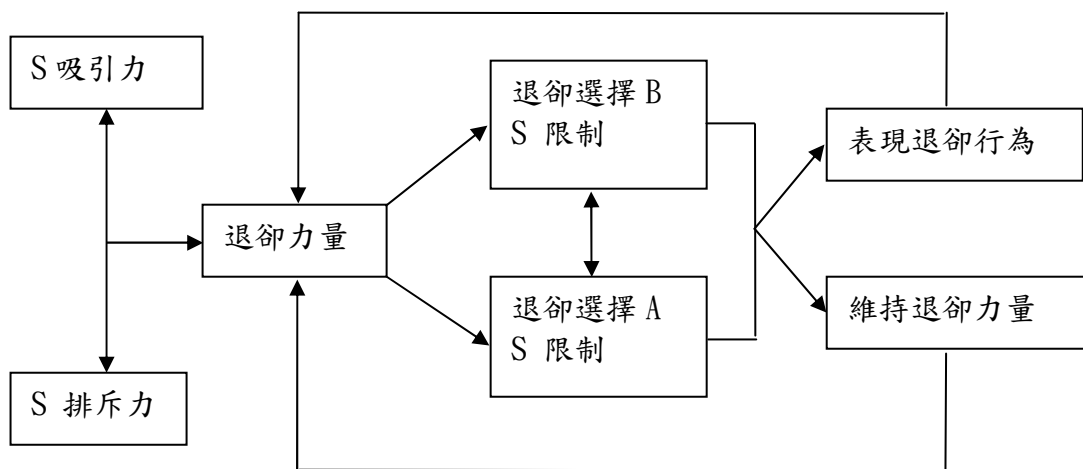 S 吸引力
退卻選擇 B
S 限制
表現退卻行為
退卻力量
退卻選擇 A
S 限制
維持退卻力量
S 排斥力